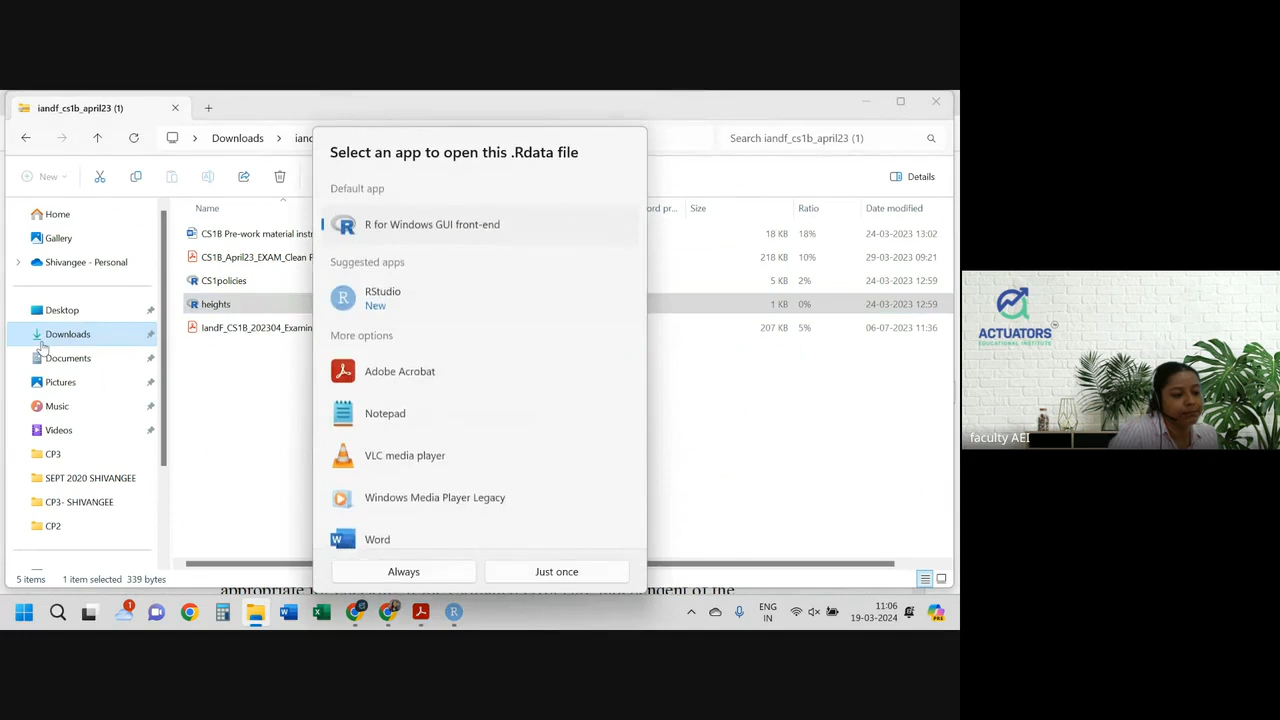 iandf_cs1b_april23 (1)
Downloads
ianc
Search iandf_cs1b_april23 (1)
New
Details
Home
Gallery
Shivangee - Personal
Desktop
Downloads
Documents
Pictures
Music
Videos
CP3
SEPT 2020 SHIVANGEE
CP3- SHIVANGEE
CP2
Name
ord pr...
Size
Ratio
Date modified
CS1B Pre-work material inst
18 KB
18%
24-03-2023 13:02
CS1B_April23_EXAM_Clean P
218 KB
10%
29-03-2023 09:21
CS1policies
5 KB
2%
24-03-2023 12:59
heights
1 KB
0%
24-03-2023 12:59
IandF_CS1B_202304_Examin
207 KB
5%
06-07-2023 11:36
Select an app to open this .Rdata file
Default app
R for Windows GUI front-end
Suggested apps
RStudio
New
More options
Adobe Acrobat
Notepad
VLC media player
Windows Media Player Legacy
Word
Always
Just once
5 items
1 item selected 339 bytes
ENG
IN
11:06
19-03-2024
1
PRE
ACTUATORS
EDUCATIONAL INSTITUTE
TM
faculty AEI